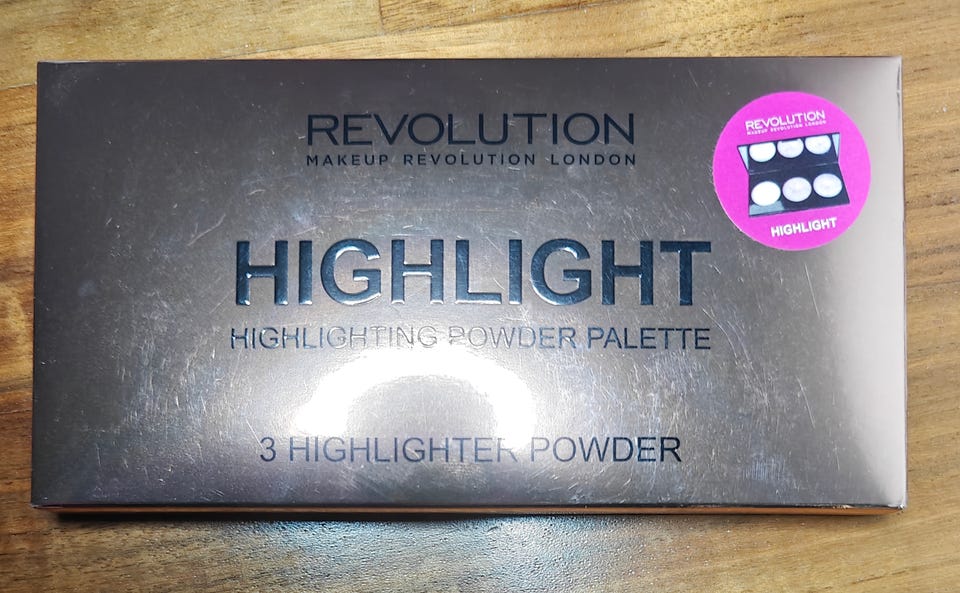 REVOLUTION
MAKEUP REVOLUTION LONDON
REVOLUTION
MAKEUP REVOLUTION LONDON
HIGHLIGHT
HIGHLIGHT
HIGHLIGHTING POWDER PALETTE
3 HIGHLIGHTER POWDER